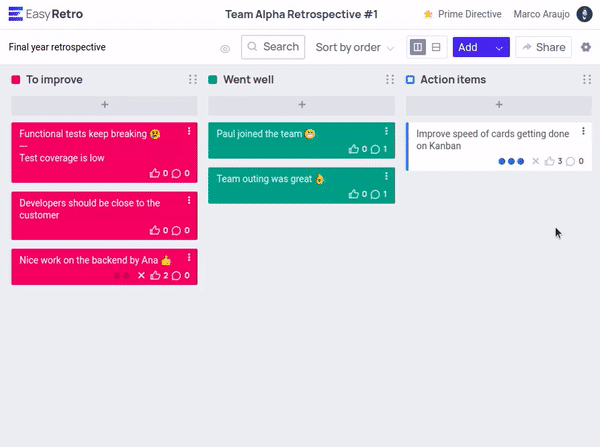 EasyRetro
Team Alpha Retrospective #1
Prime Directive
Marco Araujo
Final year retrospective
Search
Sort by order
Add
Share
To improve
Went well
Action items
+
+
+
Functional tests keep breaking 😢
---
Test coverage is low
0 0
Developers should be close to the
customer
0 0
Nice work on the backend by Ana 👍
2 0
Paul joined the team 😁
0 1
Team outing was great 👌
0 1
Improve speed of cards getting done
on Kanban
3 0